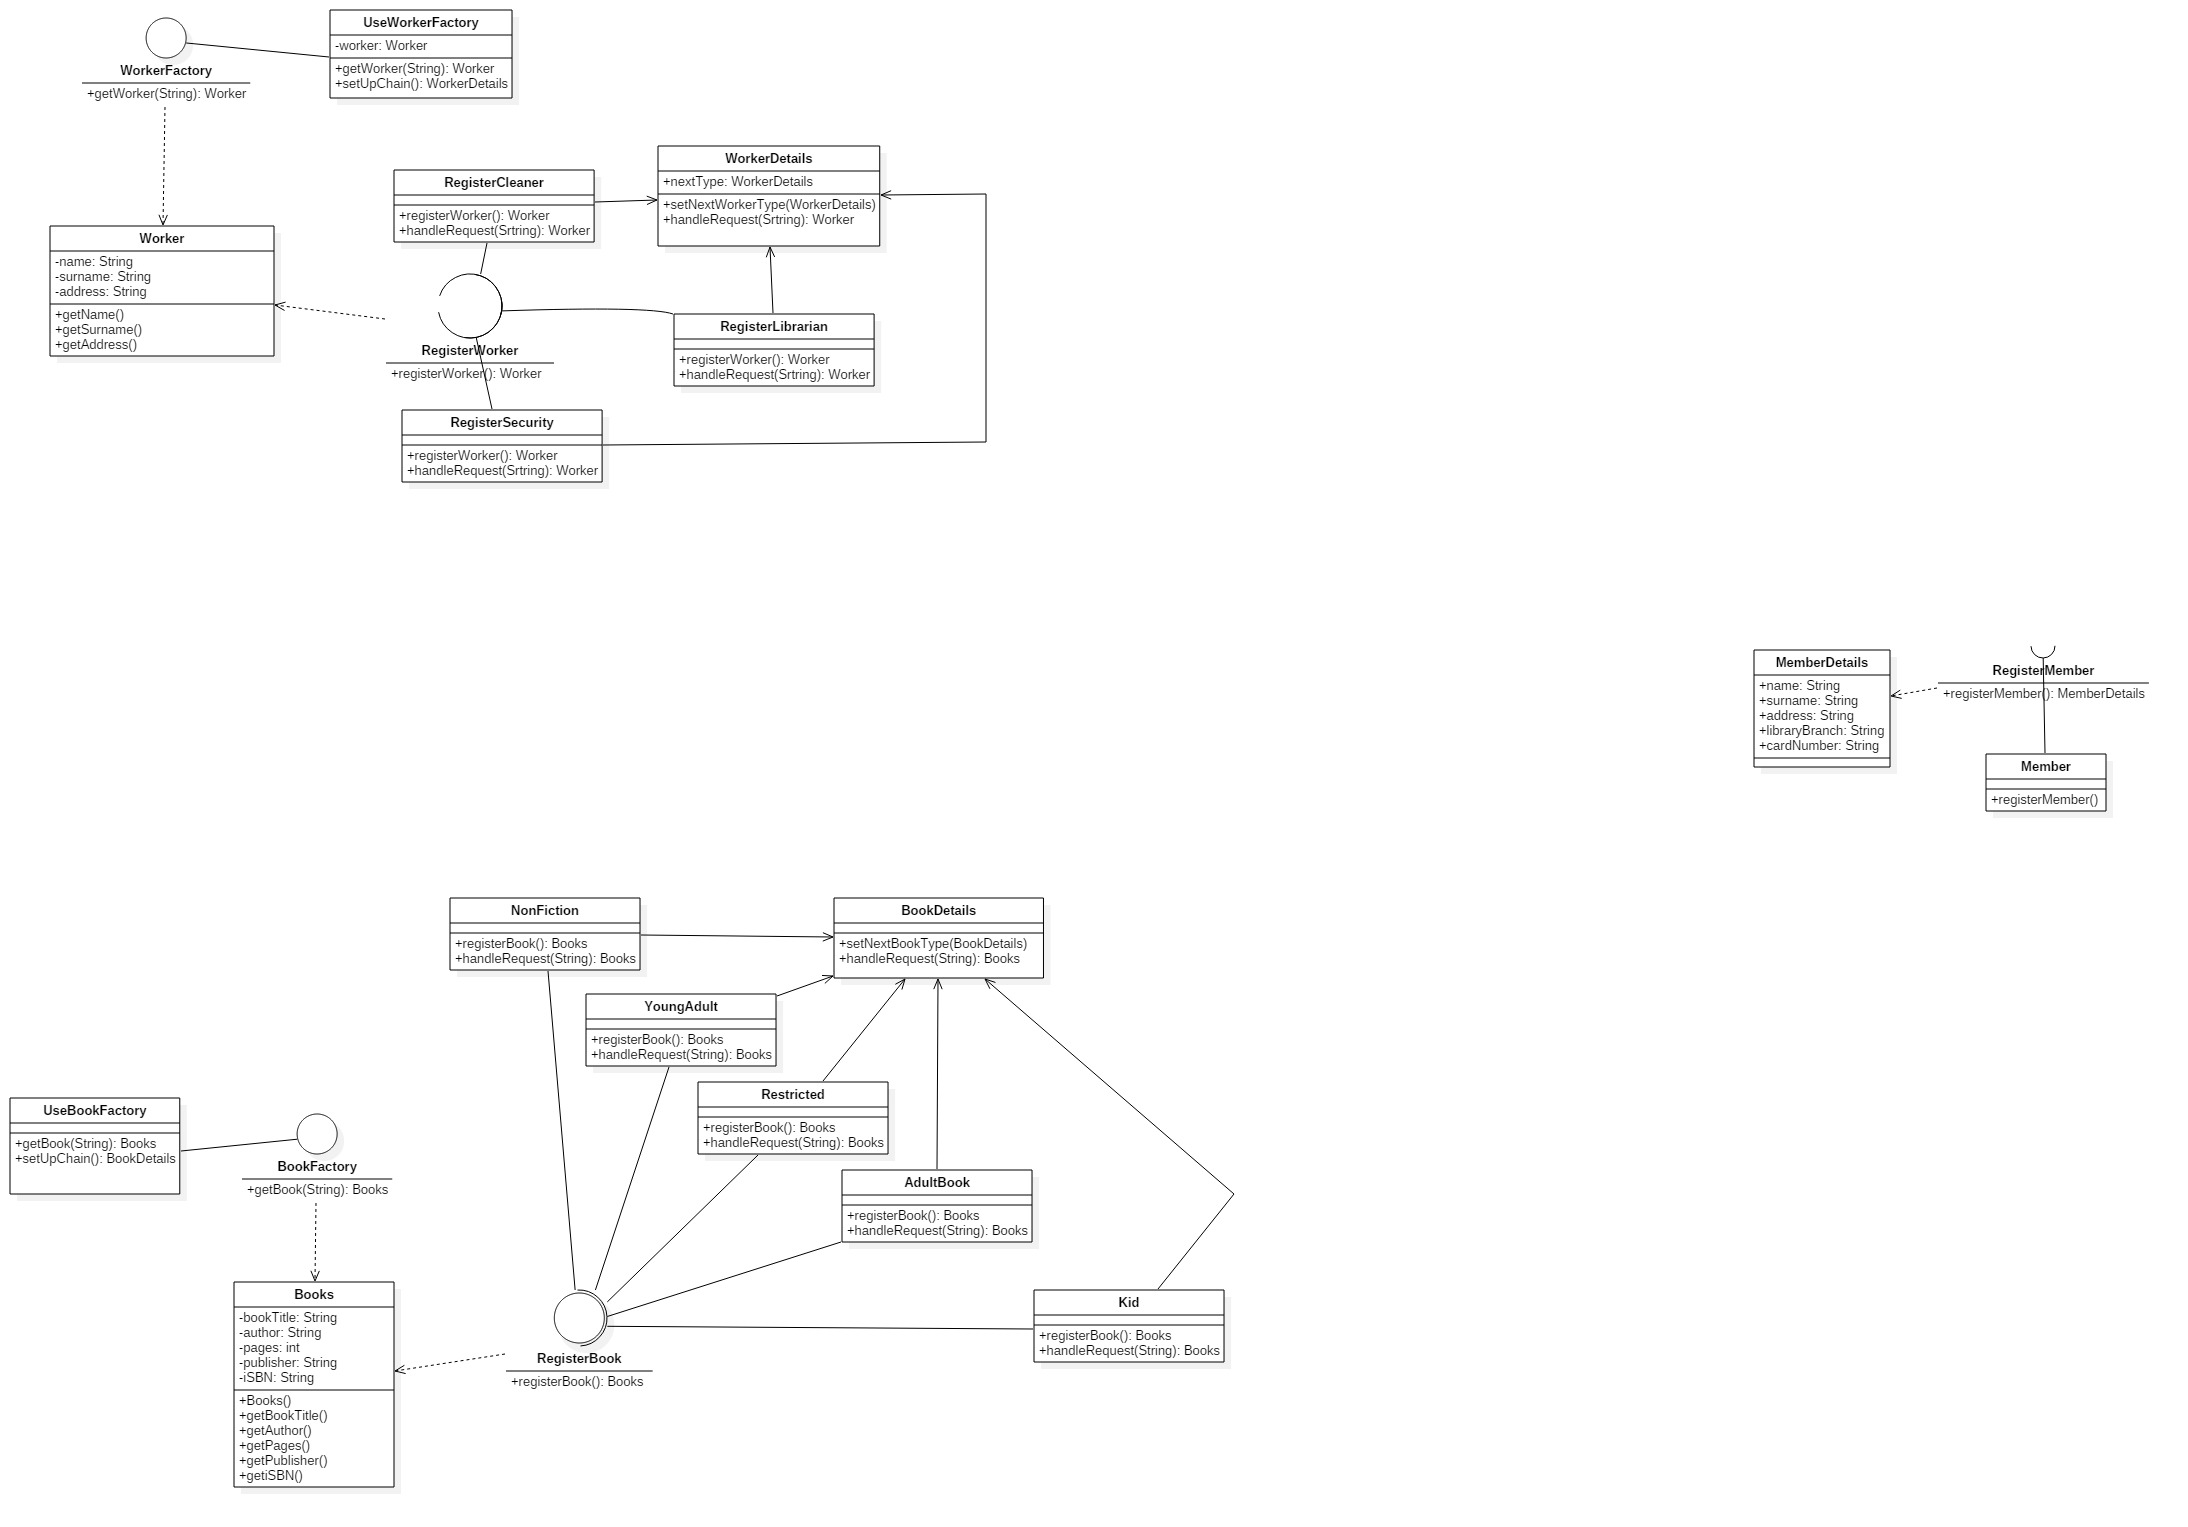 UseWorkerFactory
-worker: Worker
+getWorker(String): Worker
+setUpChain(): WorkerDetails
WorkerFactory
+getWorker(String): Worker
WorkerDetails
+nextType: WorkerDetails
+setNextWorkerType(WorkerDetails)
+handleRequest(Srtring): Worker
RegisterCleaner
+registerWorker(): Worker
+handleRequest(Srtring): Worker
Worker
-name: String
-surname: String
-address: String
+getName()
+getSurname()
+getAddress()
RegisterWorker
+registerWorker(): Worker
RegisterLibrarian
+registerWorker(): Worker
+handleRequest(Srtring): Worker
RegisterSecurity
+registerWorker(): Worker
+handleRequest(Srtring): Worker
MemberDetails
+name: String
+surname: String
+address: String
+libraryBranch: String
+cardNumber: String
RegisterMember
+registerMember(): MemberDetails
Member
+registerMember()
NonFiction
+registerBook(): Books
+handleRequest(String): Books
BookDetails
+setNextBookType(BookDetails)
+handleRequest(String): Books
YoungAdult
+registerBook(): Books
+handleRequest(String): Books
Restricted
+registerBook(): Books
+handleRequest(String): Books
UseBookFactory
+getBook(String): Books
+setUpChain(): BookDetails
BookFactory
+getBook(String): Books
AdultBook
+registerBook(): Books
+handleRequest(String): Books
Books
-bookTitle: String
-author: String
-pages: int
-publisher: String
-iSBN: String
+Books()
+getBookTitle()
+getAuthor()
+getPages()
+getPublisher()
+getiSBN()
RegisterBook
+registerBook(): Books
Kid
+registerBook(): Books
+handleRequest(String): Books